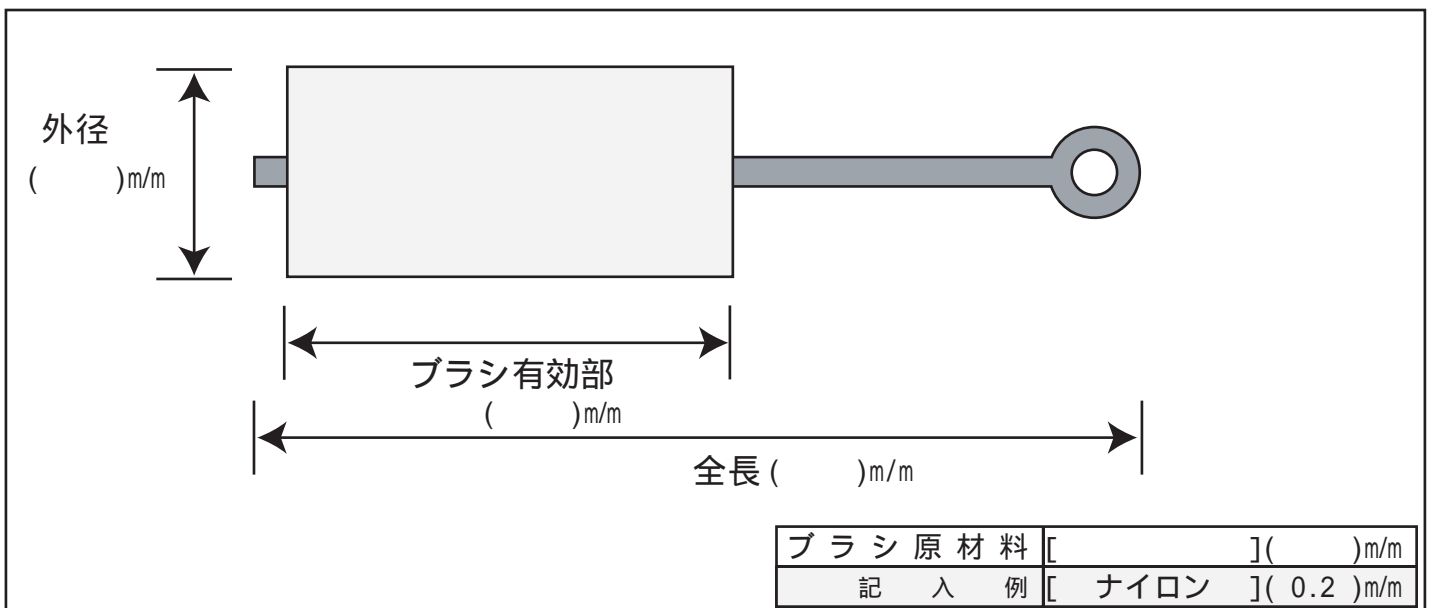 外径
(　　)m/m
ブラシ有効部
(　　)m/m
全長(　　)m/m
ブラシ原材料[　　　　　](　　)m/m
記入例[　ナイロン　]( 0.2 )m/m